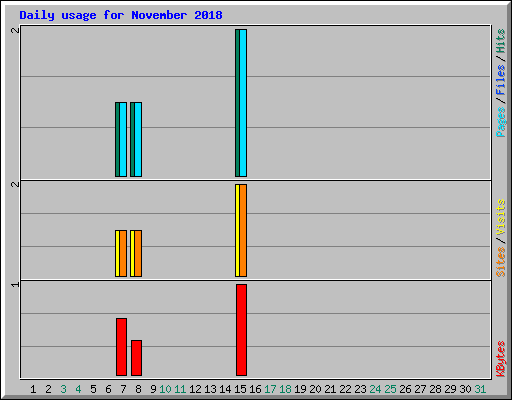 Daily usage for November 2018
2
Pages / Files / Hits
2
Sites / Visits
1
KBytes
1 2 3 4 5 6 7 8 9 10 11 12 13 14 15 16 17 18 19 20 21 22 23 24 25 26 27 28 29 30 31